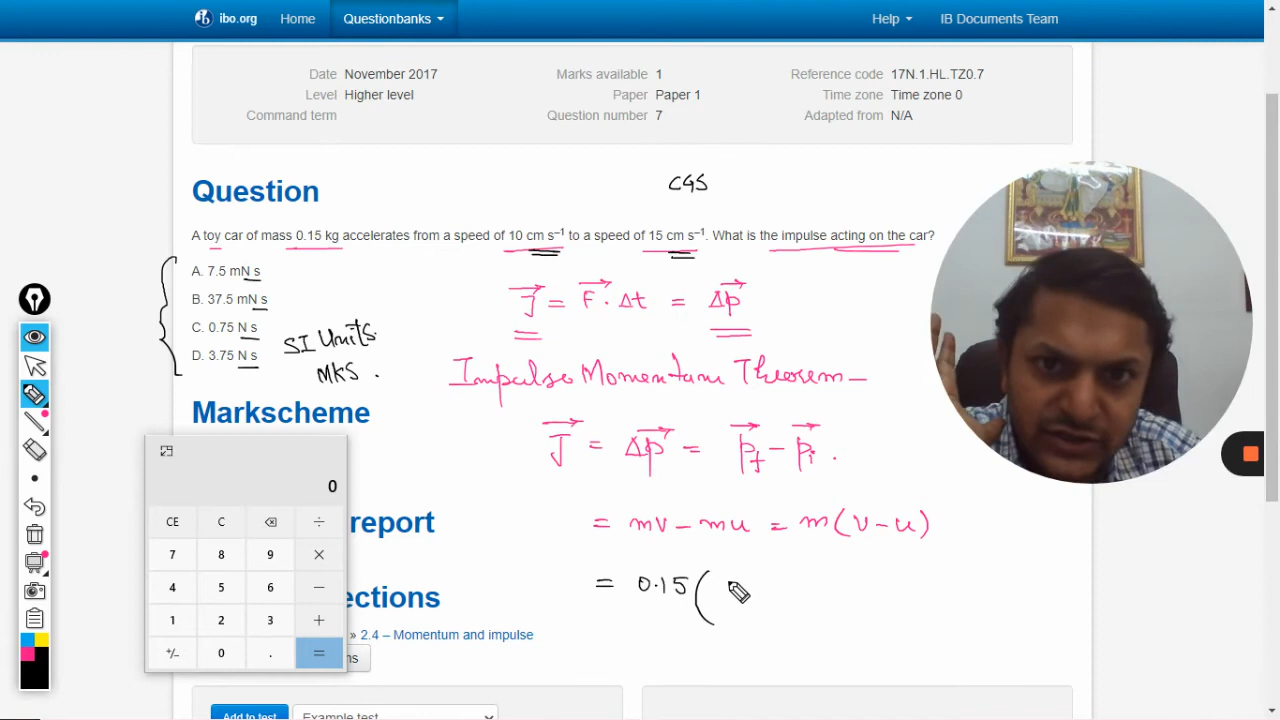 ibo.org Home Questionbanks Help IB Documents Team
Date November 2017 Marks available 1 Reference code 17N.1.HL.TZ0.7
Level Higher level Paper Paper 1 Time zone Time zone 0
Command term Question number 7 Adapted from N/A
CGS
Question
A toy car of mass 0.15 kg accelerates from a speed of 10 cm s⁻¹ to a speed of 15 cm s⁻¹. What is the impulse acting on the car?
A. 7.5 mN s
B. 37.5 mN s
C. 0.75 N s
D. 3.75 N s
SI Units.
MKS.
J⃗ = F⃗ · Δt = Δp⃗
Impulse Momentum Theorem –
Markscheme
J⃗ = Δp⃗ = p⃗f – p⃗i.
0
CE C ÷
7 8 9 ×
4 5 6 −
1 2 3 +
+/− 0 . =
report
= mv – mu = m(v – u)
= 0.15(
ections
» 2.4 – Momentum and impulse
ns
Add to test Example test